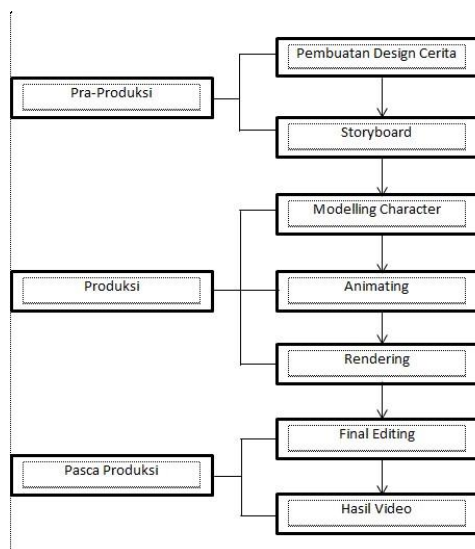 Pembuatan Design Cerita
Pra-Produksi
Storyboard
Modelling Character
Produksi
Animating
Rendering
Final Editing
Pasca Produksi
Hasil Video